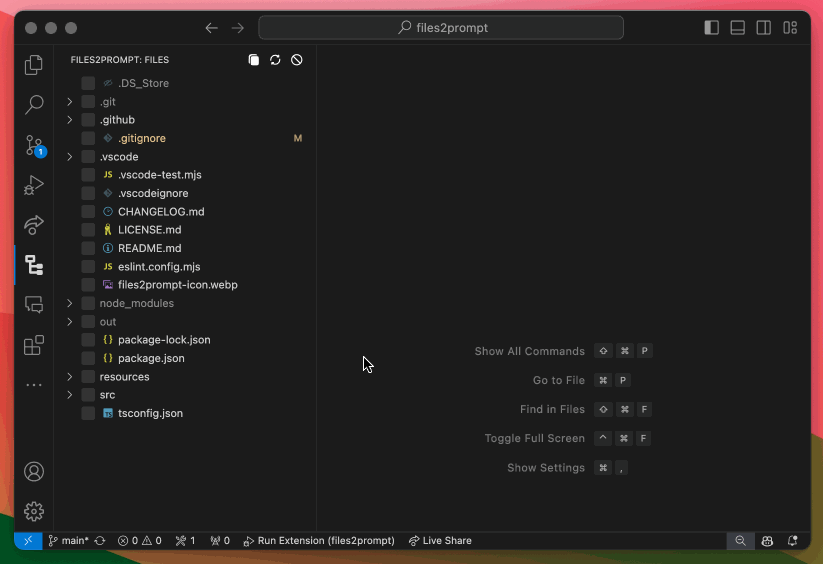 files2prompt
FILES2PROMPT: FILES
.DS_Store
.git
.github
.gitignore M
1
.vscode
JS .vscode-test.mjs
.vscodeignore
CHANGELOG.md
LICENSE.md
README.md
JS eslint.config.mjs
files2prompt-icon.webp
node_modules
out
{} package-lock.json
{} package.json
resources
src
TS tsconfig.json
Show All Commands ⇧ ⌘ P
Go to File ⌘ P
Find in Files ⇧ ⌘ F
Toggle Full Screen ^ ⌘ F
Show Settings ⌘ ,
main* 0 0 1 0 Run Extension (files2prompt) Live Share